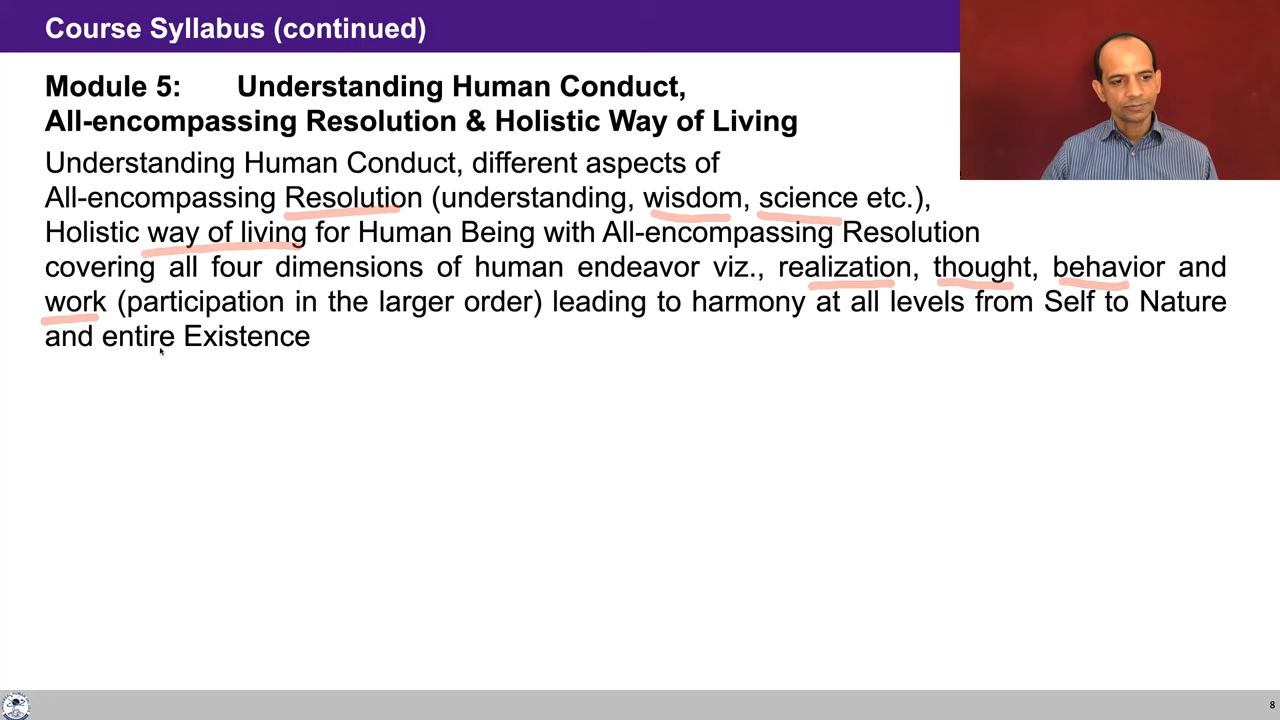 Course Syllabus (continued)
Module 5: Understanding Human Conduct,
All-encompassing Resolution & Holistic Way of Living
Understanding Human Conduct, different aspects of
All-encompassing Resolution (understanding, wisdom, science etc.),
Holistic way of living for Human Being with All-encompassing Resolution
covering all four dimensions of human endeavor viz., realization, thought, behavior and
work (participation in the larger order) leading to harmony at all levels from Self to Nature
and entire Existence
8